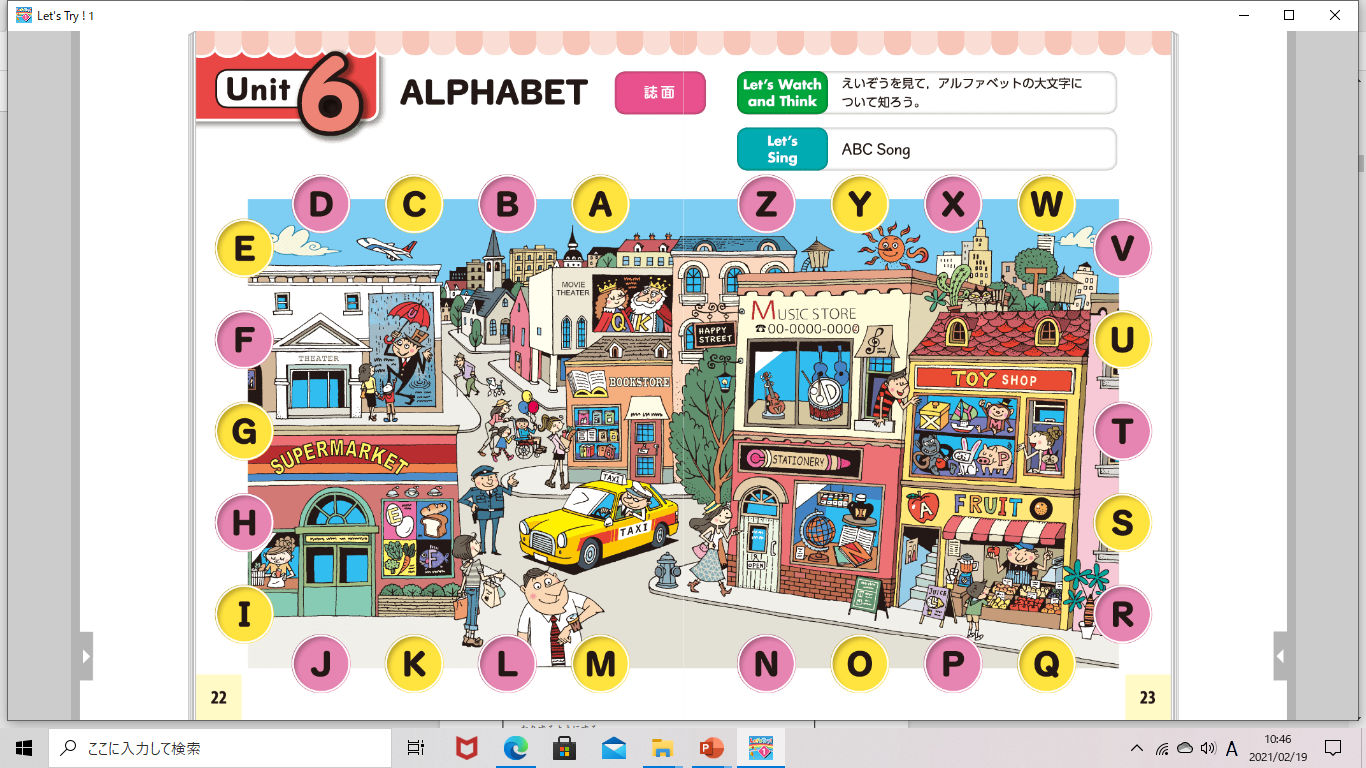 Let's Try ! 1
Unit 6
ALPHABET
誌面
Let's Watch and Think
えいぞうを見て，アルファベットの大文字に
ついて知ろう。
Let's Sing
ABC Song
D
C
B
A
Z
Y
X
W
E
V
F
U
G
T
H
S
I
R
J
K
L
M
N
O
P
Q
MOVIE
THEATER
Q K
HAPPY
STREET
MUSIC STORE
☎00-0000-0000
THEATER
BOOKSTORE
TOY SHOP
SUPERMARKET
STATIONERY
TAXI
TAXI
A
FRUIT
OPEN
JUICE
22
23
ここに入力して検索
A
10:46
2021/02/19